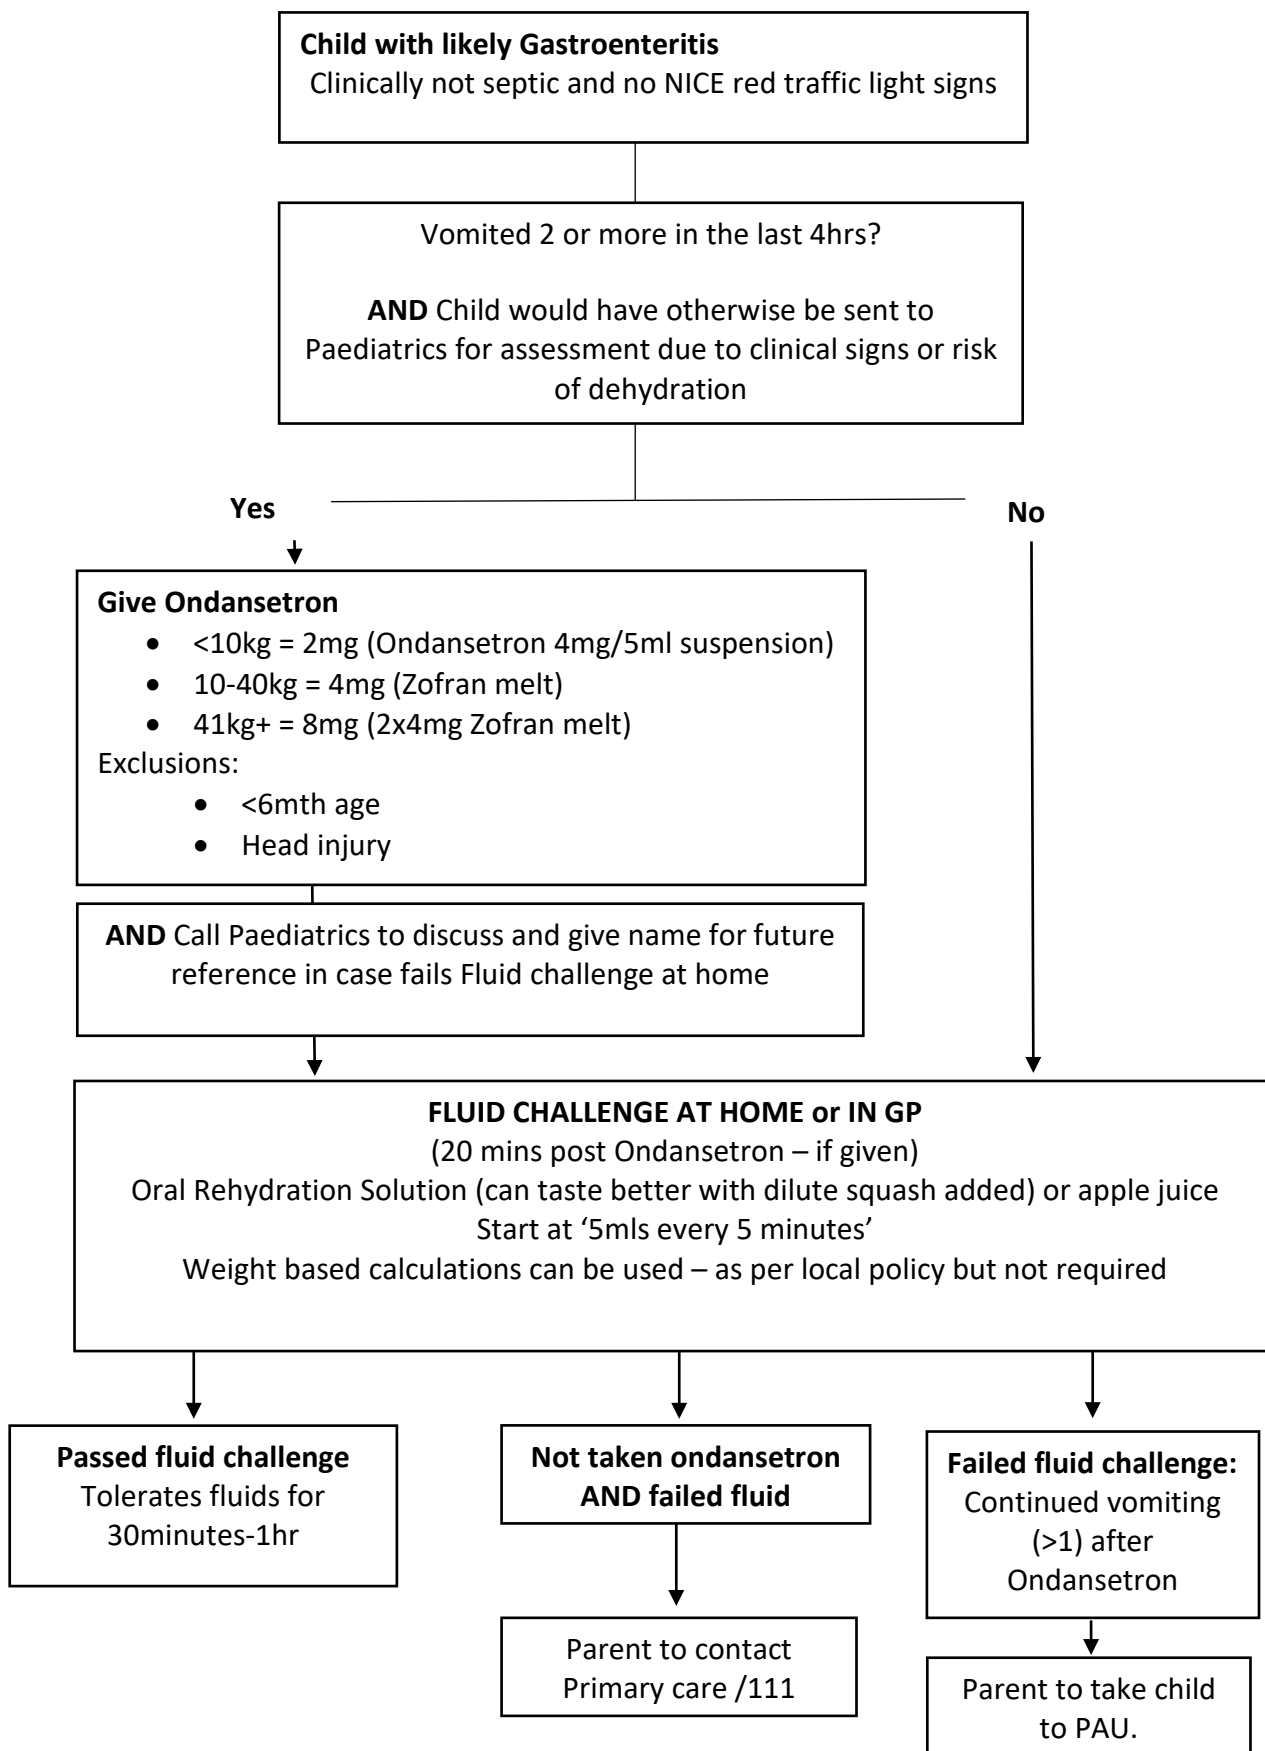 Child with likely Gastroenteritis
Clinically not septic and no NICE red traffic light signs
Vomited 2 or more in the last 4hrs?
AND Child would have otherwise be sent to
Paediatrics for assessment due to clinical signs or risk
of dehydration
Yes
No
Give Ondansetron
• <10kg = 2mg (Ondansetron 4mg/5ml suspension)
• 10-40kg = 4mg (Zofran melt)
• 41kg+ = 8mg (2x4mg Zofran melt)
Exclusions:
• <6mth age
• Head injury
AND Call Paediatrics to discuss and give name for future
reference in case fails Fluid challenge at home
FLUID CHALLENGE AT HOME or IN GP
(20 mins post Ondansetron – if given)
Oral Rehydration Solution (can taste better with dilute squash added) or apple juice
Start at ‘5mls every 5 minutes’
Weight based calculations can be used – as per local policy but not required
Passed fluid challenge
Tolerates fluids for
30minutes-1hr
Not taken ondansetron
AND failed fluid
Parent to contact
Primary care /111
Failed fluid challenge:
Continued vomiting
(>1) after
Ondansetron
Parent to take child
to PAU.